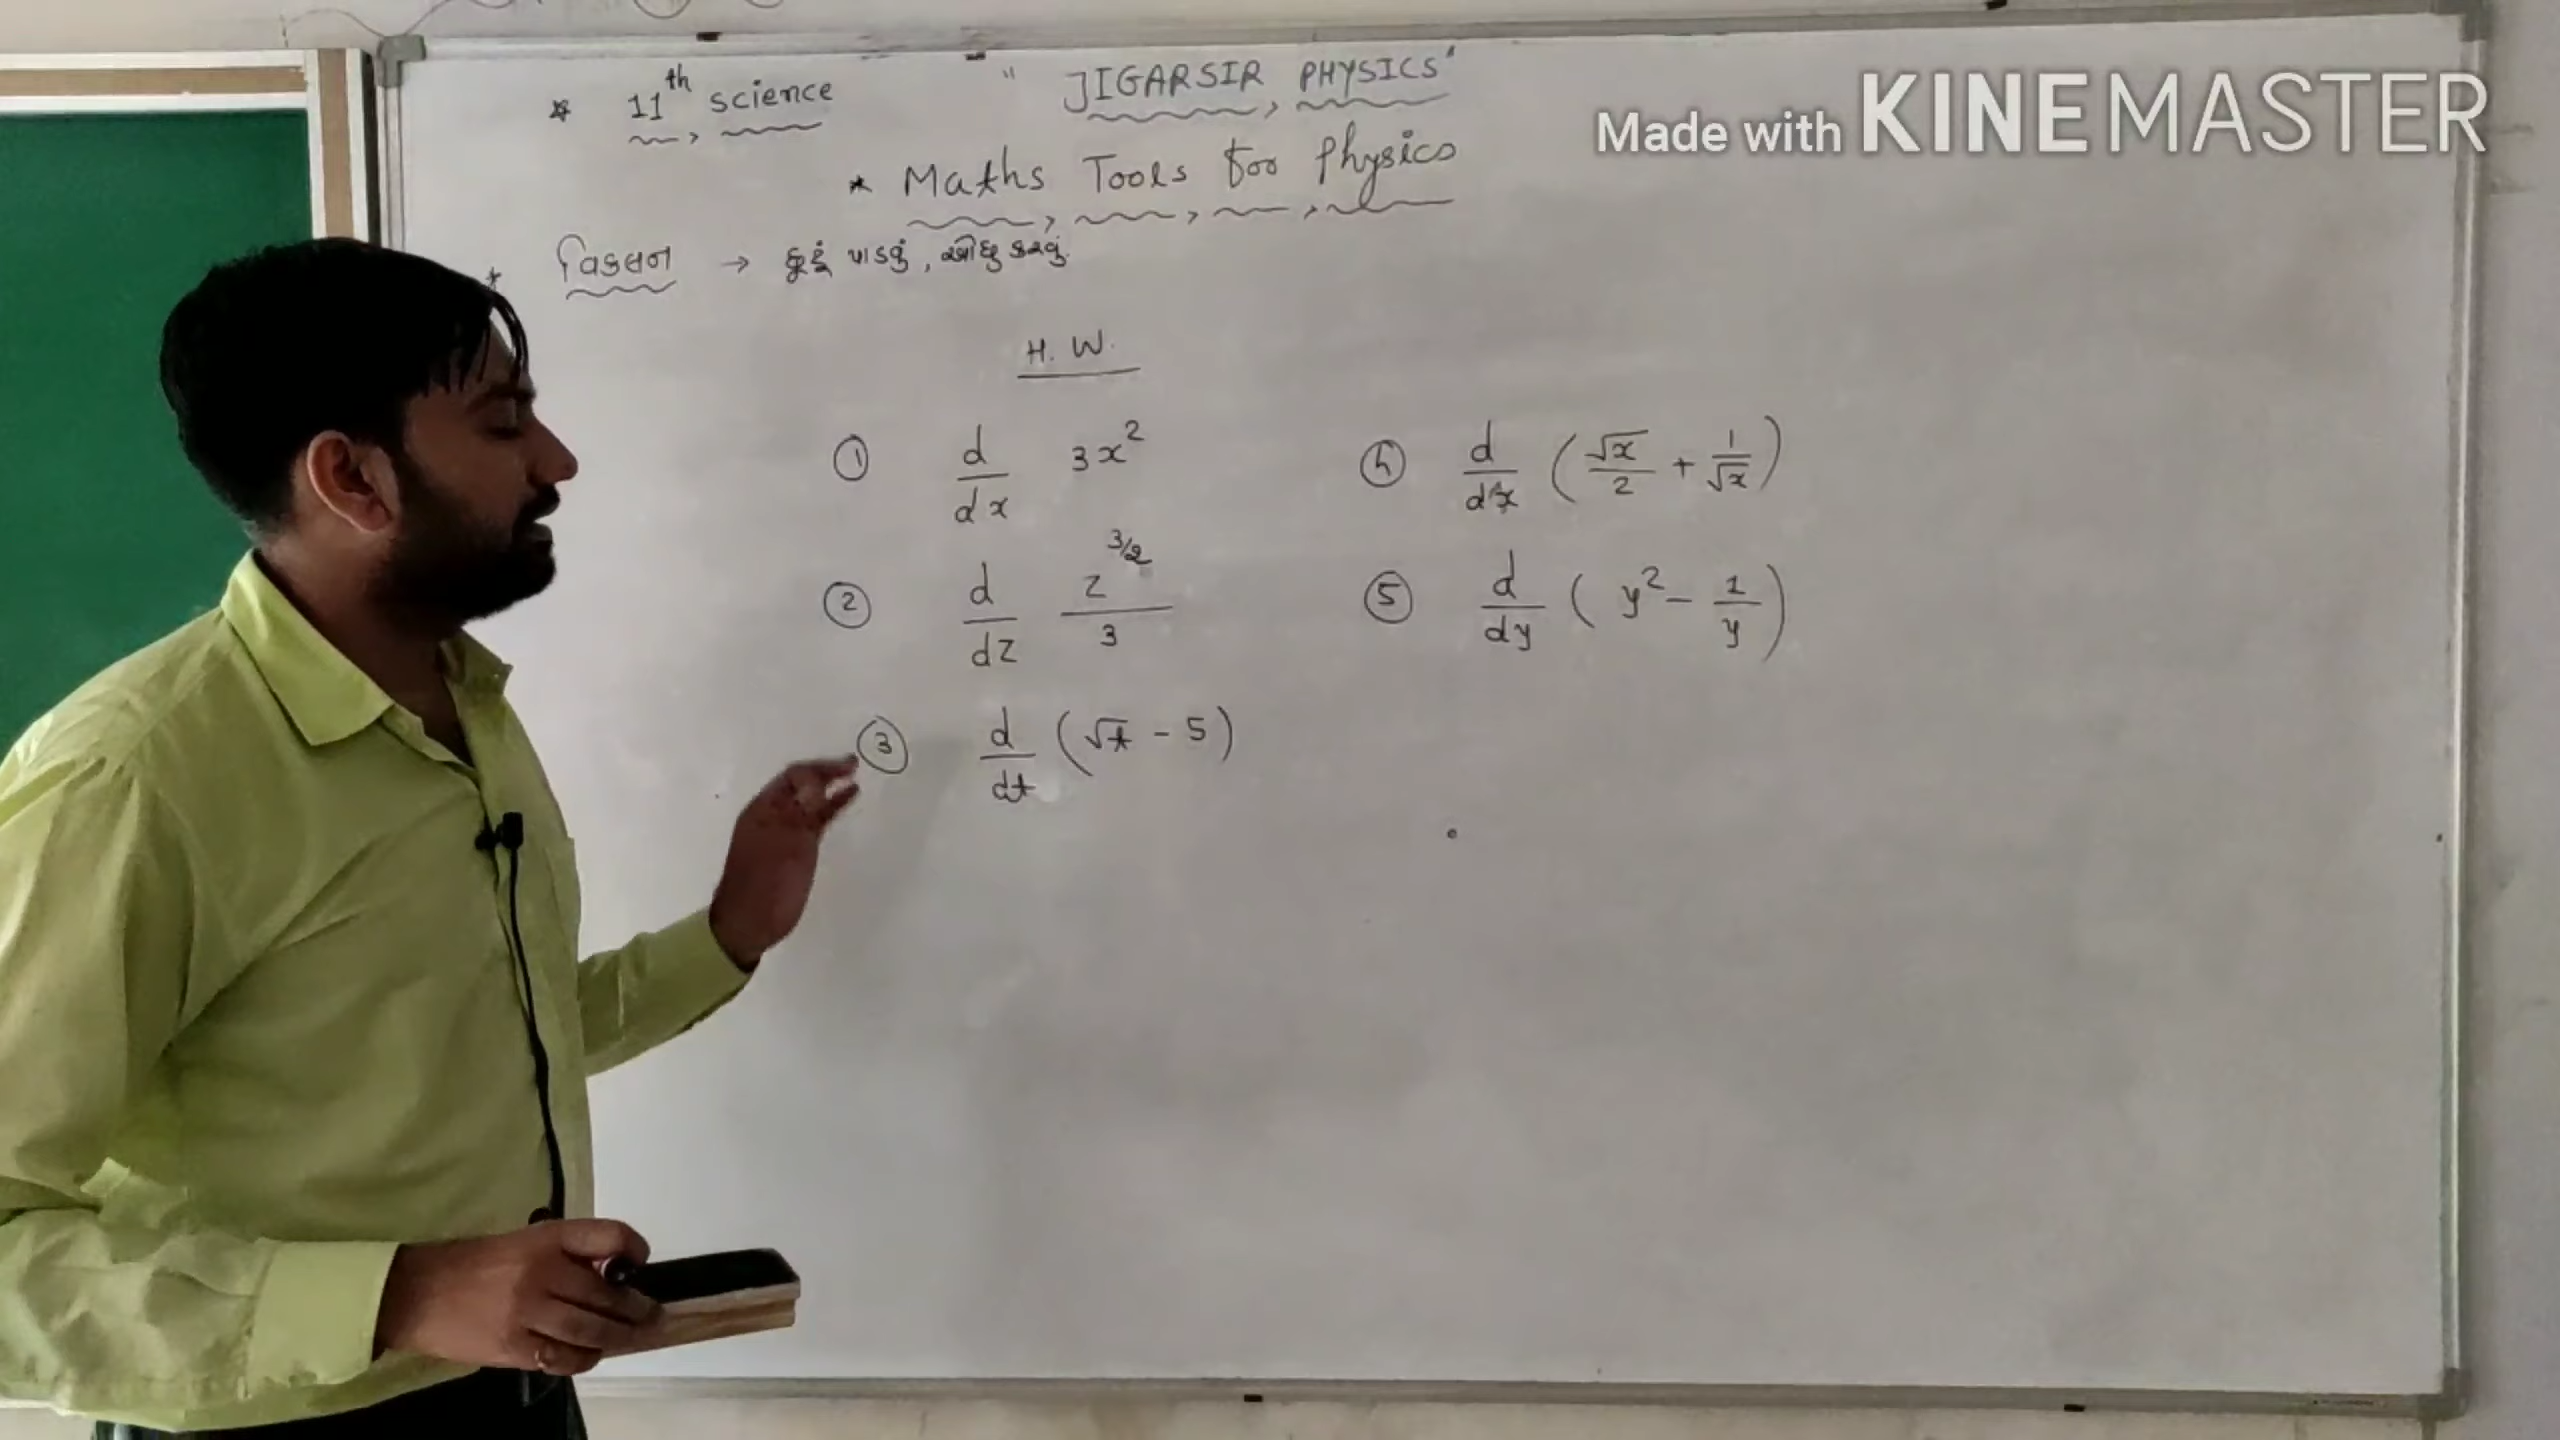 * 11th science
" JIGARSIR PHYSICS "
Made with KINEMASTER
* Maths Tools for Physics
* વિકલન → છૂટું પાડવું, ઓછું કરવું.
H. W.
① d/dx 3x²
② d/dz z^3/2 / 3
③ d/dt (√t - 5)
④ d/dx (√x/2 + 1/√x)
⑤ d/dy (y² - 1/y)